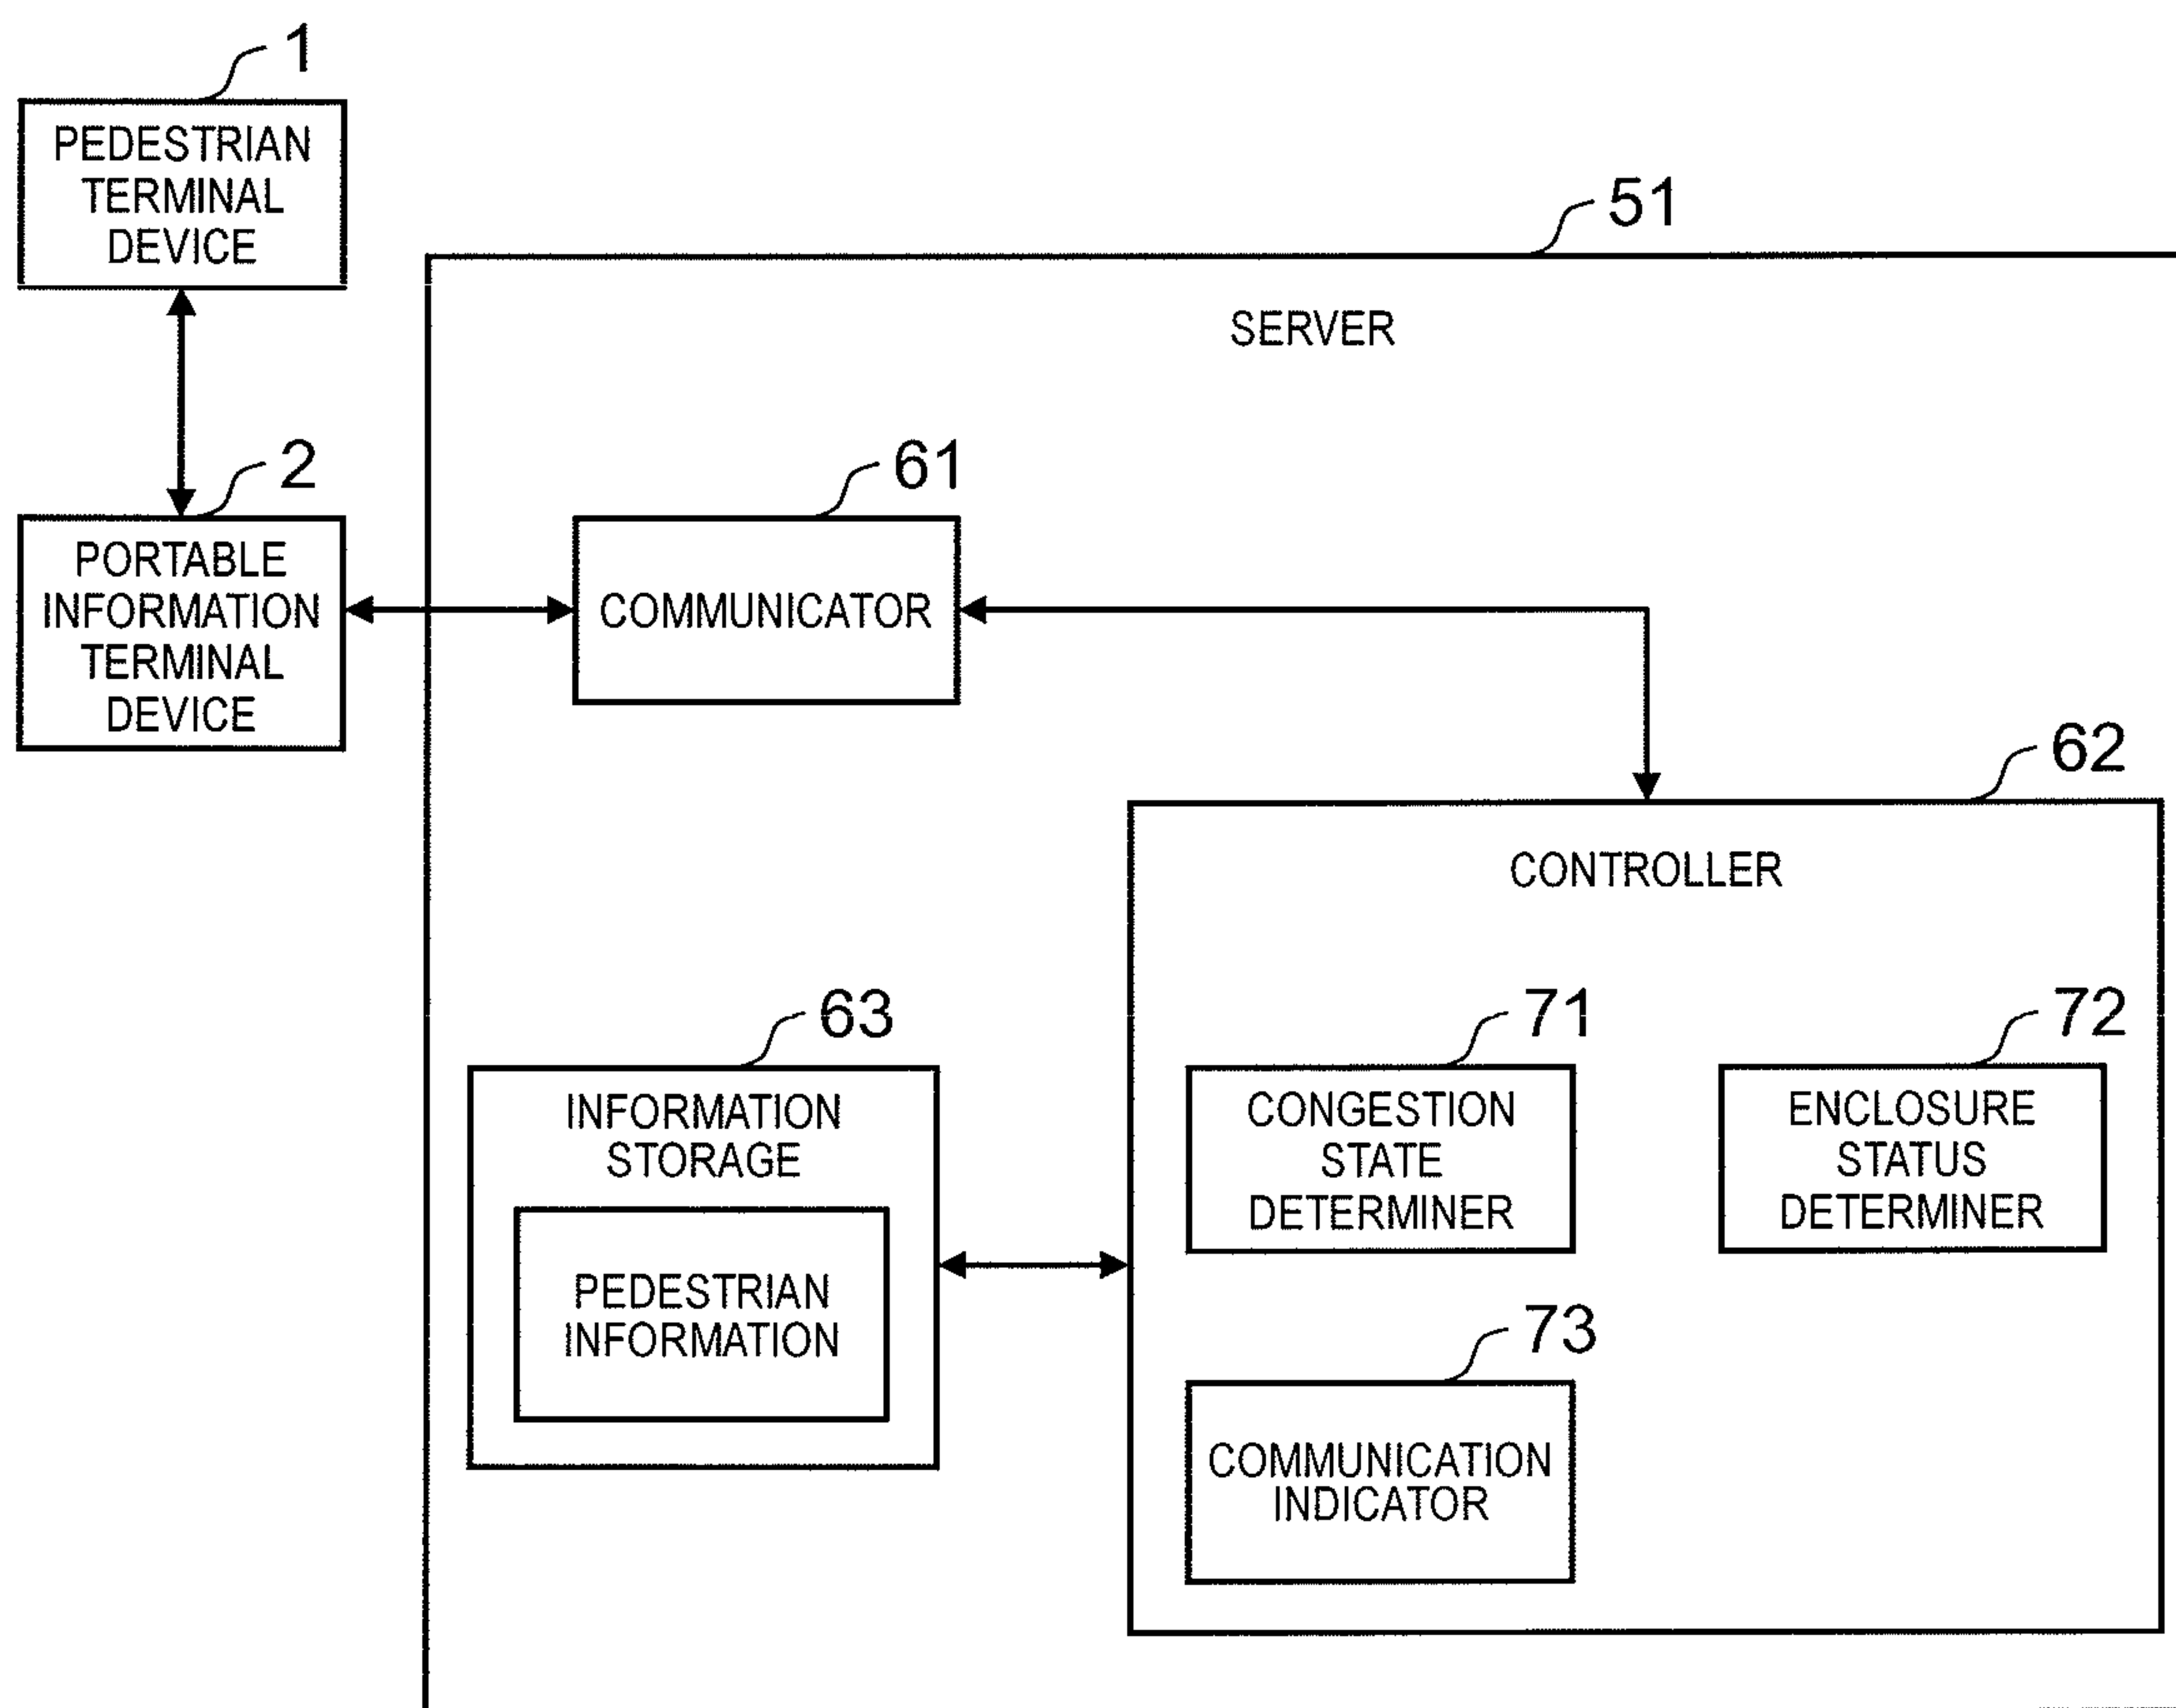 1
PEDESTRIAN
TERMINAL
DEVICE
51
SERVER
2
PORTABLE
INFORMATION
TERMINAL
DEVICE
61
COMMUNICATOR
62
CONTROLLER
63
INFORMATION
STORAGE
PEDESTRIAN
INFORMATION
71
CONGESTION
STATE
DETERMINER
72
ENCLOSURE
STATUS
DETERMINER
73
COMMUNICATION
INDICATOR